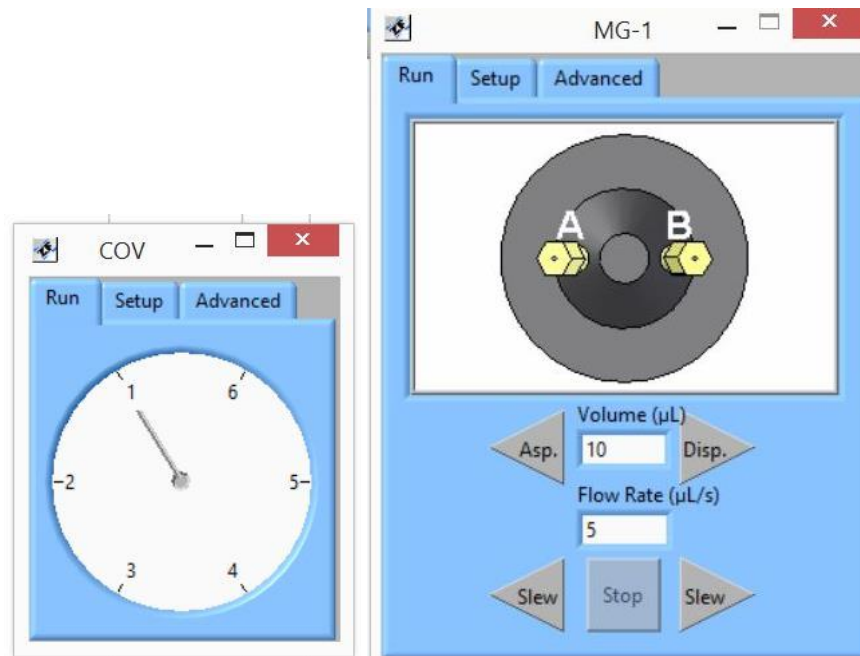 COV
Run Setup Advanced
1 6
2 5
3 4
MG-1
Run Setup Advanced
A B
Volume (µL)
Asp. 10 Disp.
Flow Rate (µL/s)
5
Slew Stop Slew